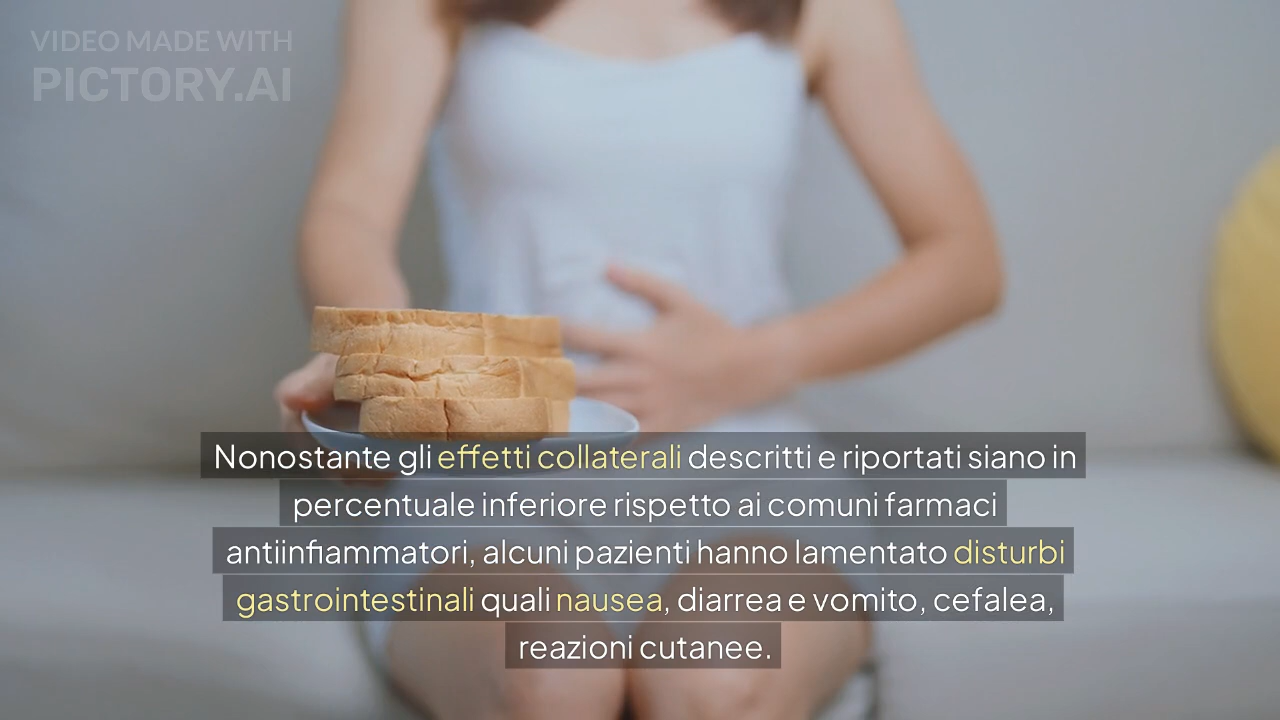 VIDEO MADE WITH
PICTORY.AI
Nonostante gli effetti collaterali descritti e riportati siano in
percentuale inferiore rispetto ai comuni farmaci
antiinfiammatori, alcuni pazienti hanno lamentato disturbi
gastrointestinali quali nausea, diarrea e vomito, cefalea,
reazioni cutanee.